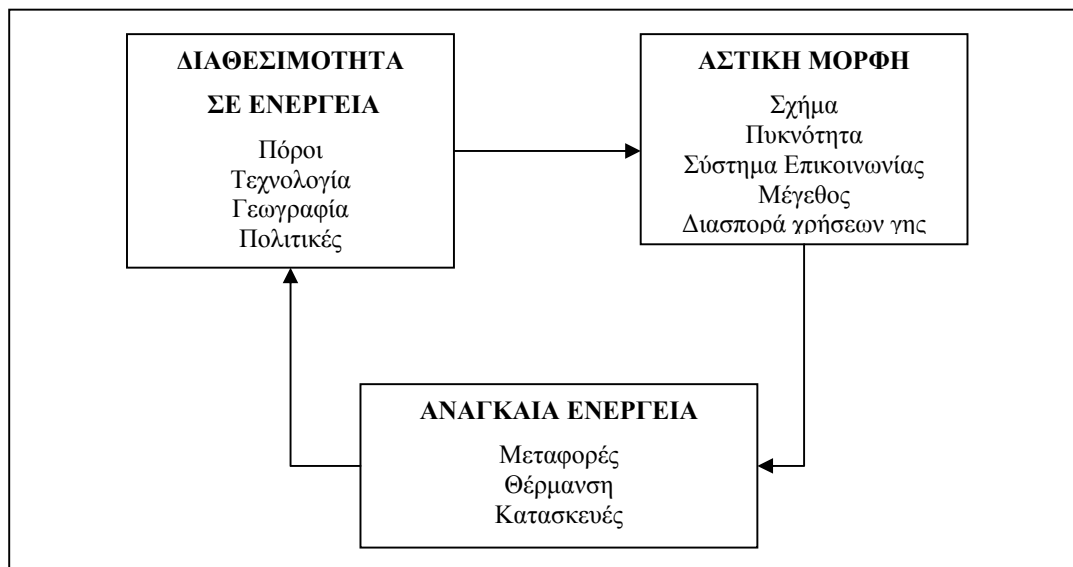 ΔΙΑΘΕΣΙΜΟΤΗΤΑ
ΣΕ ΕΝΕΡΓΕΙΑ
Πόροι
Τεχνολογία
Γεωγραφία
Πολιτικές
ΑΣΤΙΚΗ ΜΟΡΦΗ
Σχήμα
Πυκνότητα
Σύστημα Επικοινωνίας
Μέγεθος
Διασπορά χρήσεων γης
ΑΝΑΓΚΑΙΑ ΕΝΕΡΓΕΙΑ
Μεταφορές
Θέρμανση
Κατασκευές